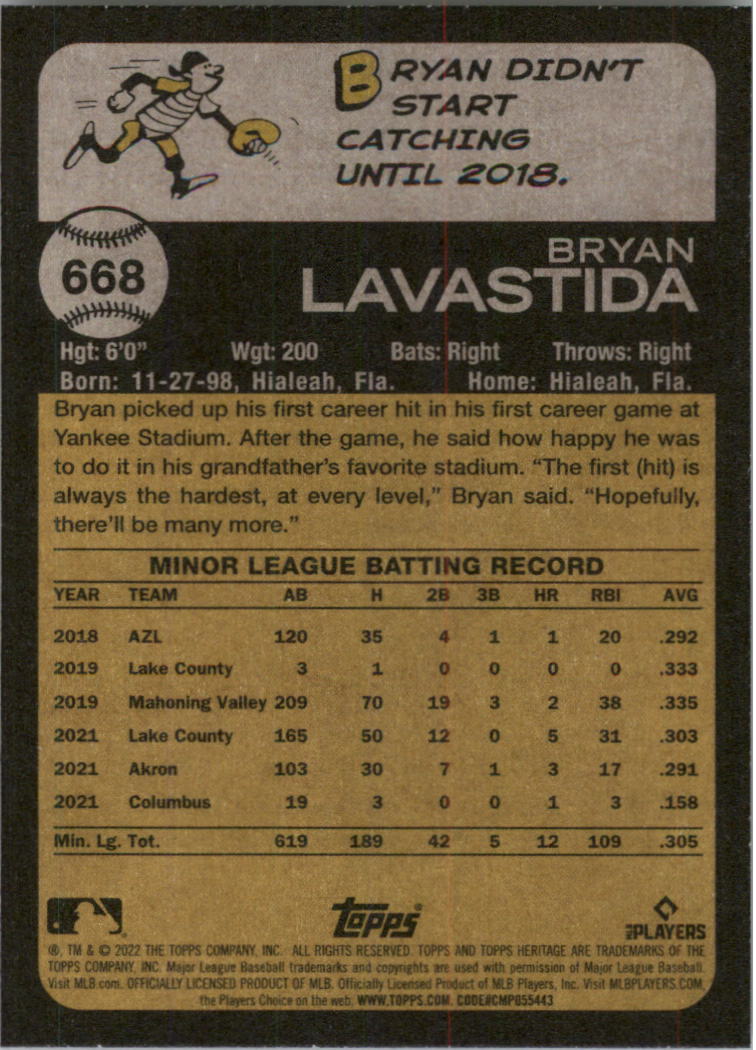 BRYAN DIDN'T
START
CATCHING
UNTIL 2018.
668
BRYAN
LAVASTIDA
Hgt: 6'0" Wgt: 200 Bats: Right Throws: Right
Born: 11-27-98, Hialeah, Fla. Home: Hialeah, Fla.
Bryan picked up his first career hit in his first career game at
Yankee Stadium. After the game, he said how happy he was
to do it in his grandfather's favorite stadium. “The first (hit) is
always the hardest, at every level,” Bryan said. “Hopefully,
there'll be many more.”
MINOR LEAGUE BATTING RECORD
YEAR TEAM AB H 2B 3B HR RBI AVG
2018 AZL 120 35 4 1 1 20 .292
2019 Lake County 3 1 0 0 0 0 .333
2019 Mahoning Valley 209 70 19 3 2 38 .335
2021 Lake County 165 50 12 0 5 31 .303
2021 Akron 103 30 7 1 3 17 .291
2021 Columbus 19 3 0 0 1 3 .158
Min. Lg. Tot. 619 189 42 5 12 109 .305
Topps
PLAYERS
®, TM & © 2022 THE TOPPS COMPANY, INC. ALL RIGHTS RESERVED. TOPPS AND TOPPS HERITAGE ARE TRADEMARKS OF THE
TOPPS COMPANY, INC. Major League Baseball trademarks and copyrights are used with permission of Major League Baseball.
Visit MLB.com. OFFICIALLY LICENSED PRODUCT OF MLB. Officially Licensed Product of MLB Players, Inc. Visit MLBPLAYERS.COM,
the Players Choice on the web. WWW.TOPPS.COM. CODE#CMP055443